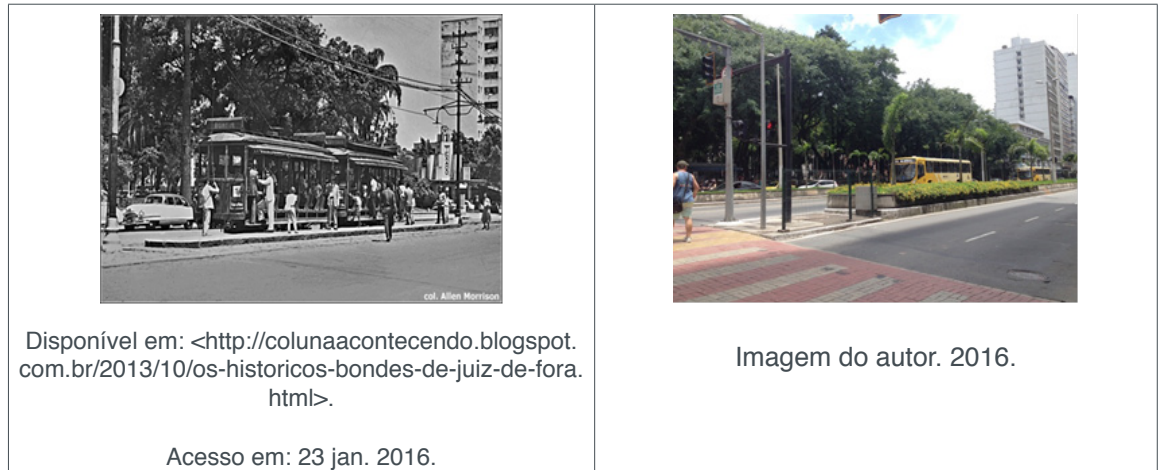 col. Allen Morrison
Disponível em: <http://colunaacontecendo.blogspot.
com.br/2013/10/os-historicos-bondes-de-juiz-de-fora.
html>.
Acesso em: 23 jan. 2016.
Imagem do autor. 2016.